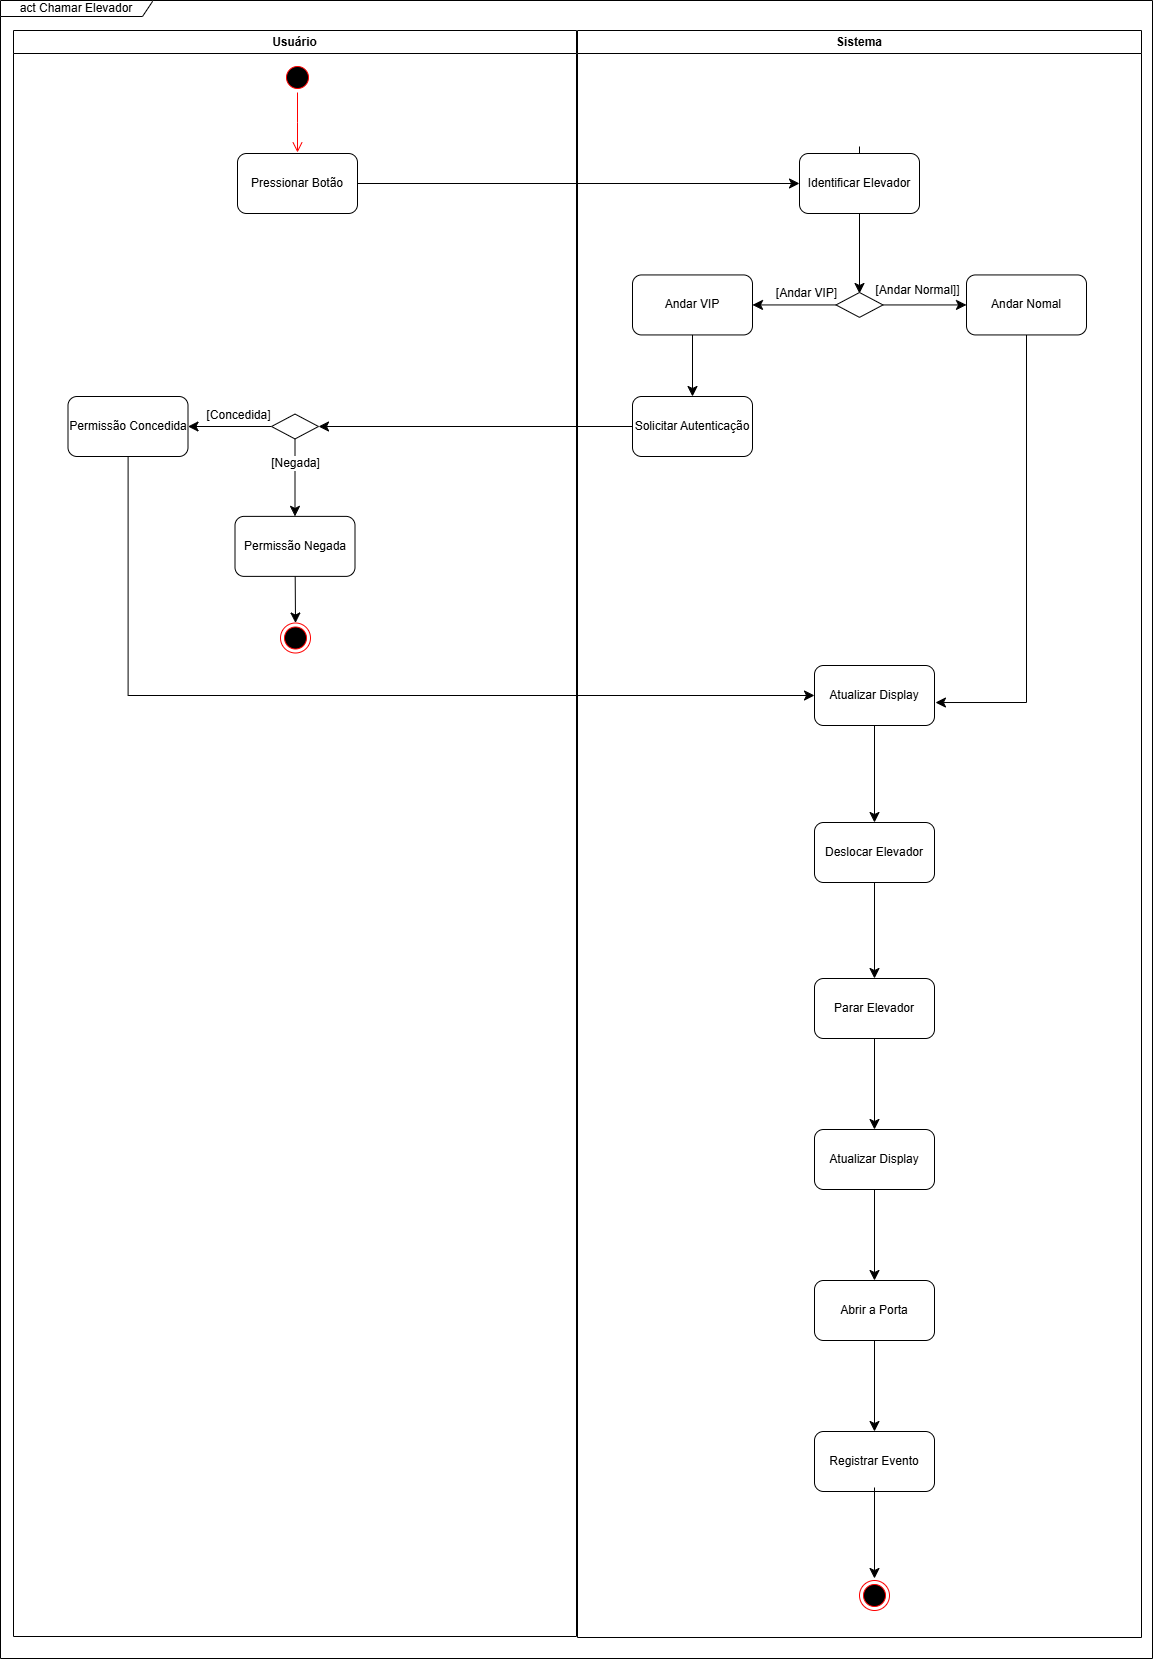 act Chamar Elevador
Usuário
Sistema
Pressionar Botão
Identificar Elevador
Andar VIP
[Andar VIP]
[Andar Normal]]
Andar Nomal
Permissão Concedida
[Concedida]
Solicitar Autenticação
[Negada]
Permissão Negada
Atualizar Display
Deslocar Elevador
Parar Elevador
Atualizar Display
Abrir a Porta
Registrar Evento